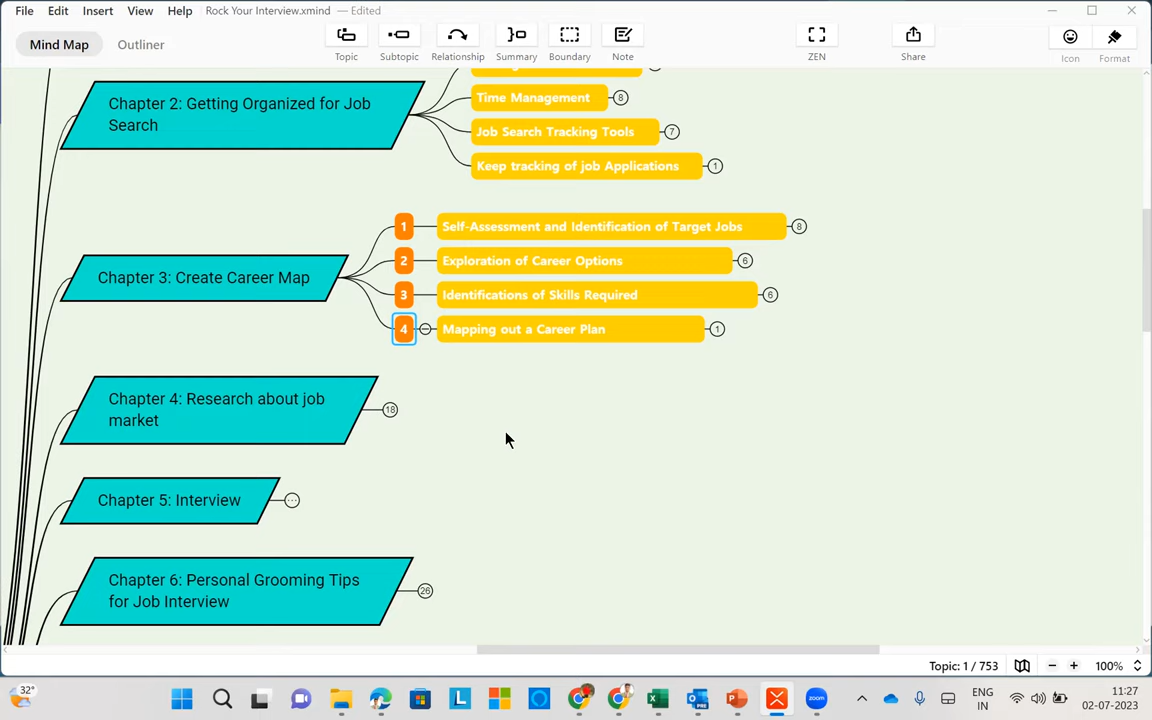 File Edit Insert View Help Rock Your Interview.xmind — Edited
Mind Map Outliner
Topic Subtopic Relationship Summary Boundary Note ZEN Share Icon Format
Chapter 2: Getting Organized for Job
Search
Time Management 8
Job Search Tracking Tools 7
Keep tracking of job Applications 1
Chapter 3: Create Career Map
1 Self-Assessment and Identification of Target Jobs 8
2 Exploration of Career Options 6
3 Identifications of Skills Required 6
4 Mapping out a Career Plan 1
Chapter 4: Research about job
market
18
Chapter 5: Interview
Chapter 6: Personal Grooming Tips
for Job Interview
26
Topic: 1 / 753 100%
32°
ENG
IN
11:27
02-07-2023